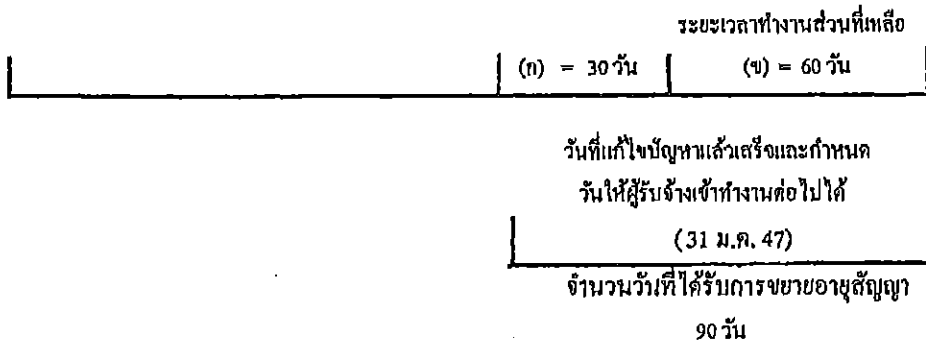 ระยะเวลาทำงานส่วนที่เหลือ
(ก) = 30 วัน (ข) = 60 วัน
วันที่แก้ไขปัญหาแล้วเสร็จและกำหนด
วันให้ผู้รับจ้างเข้าทำงานต่อไปได้
(31 ม.ค. 47)
จำนวนวันที่ได้รับการขยายอายุสัญญา
90 วัน